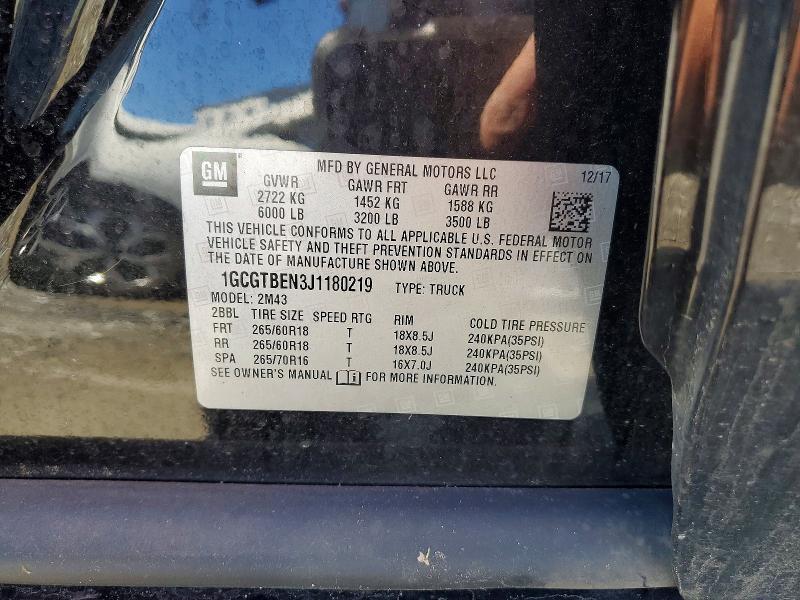 GM
MFD BY GENERAL MOTORS LLC
12/17
GVWR GAWR FRT GAWR RR
2722 KG 1452 KG 1588 KG
6000 LB 3200 LB 3500 LB
THIS VEHICLE CONFORMS TO ALL APPLICABLE U.S. FEDERAL MOTOR
VEHICLE SAFETY AND THEFT PREVENTION STANDARDS IN EFFECT ON
THE DATE OF MANUFACTURE SHOWN ABOVE.
1GCGTBEN3J1180219 TYPE: TRUCK
MODEL: 2M43
2BBL TIRE SIZE SPEED RTG RIM COLD TIRE PRESSURE
FRT 265/60R18 T 18X8.5J 240KPA(35PSI)
RR 265/60R18 T 18X8.5J 240KPA(35PSI)
SPA 265/70R16 T 16X7.0J 240KPA(35PSI)
SEE OWNER'S MANUAL FOR MORE INFORMATION.